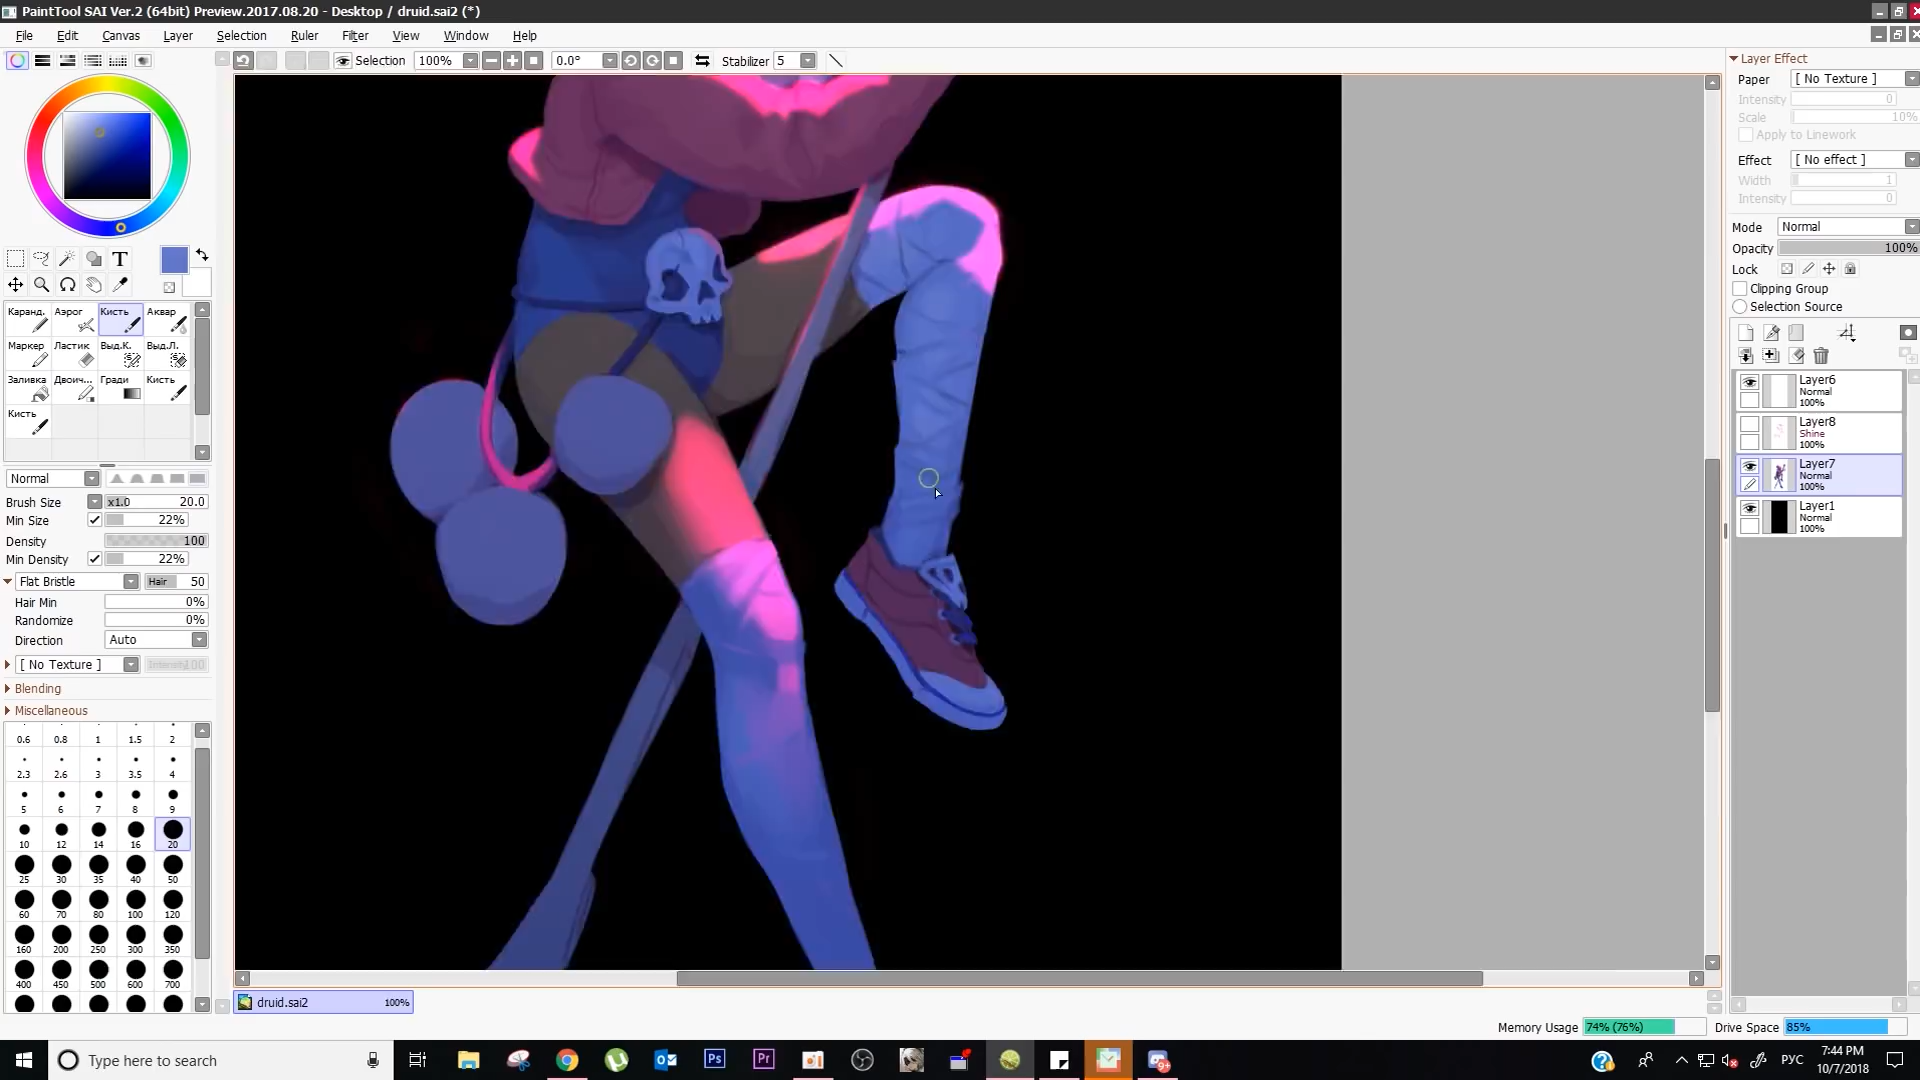 PaintTool SAI Ver.2 (64bit) Preview.2017.08.20 - Desktop / druid.sai2 (*)
File Edit Canvas Layer Selection Ruler Filter View Window Help
Selection 100% 0.0° Stabilizer 5
T
Каранд. Аэрог Кисть Аквар
Маркер Ластик Выд.К. Выд.Л.
Заливка Двоич... Гради Кисть
Кисть
Normal
Brush Size x1.0 20.0
Min Size 22%
Density 100
Min Density 22%
Flat Bristle Hair 50
Hair Min 0%
Randomize 0%
Direction Auto
[ No Texture ] Intensity 100
Blending
Miscellaneous
0.6 0.8 1 1.5 2
2.3 2.6 3 3.5 4
5 6 7 8 9
10 12 14 16 20
25 30 35 40 50
60 70 80 100 120
160 200 250 300 350
400 450 500 600 700
druid.sai2 100%
Layer Effect
Paper [ No Texture ]
Intensity 0
Scale 10%
Apply to Linework
Effect [ No effect ]
Width 1
Intensity 0
Mode Normal
Opacity 100%
Lock
Clipping Group
Selection Source
Layer6
Normal
100%
Layer8
Shine
100%
Layer7
Normal
100%
Layer1
Normal
100%
Memory Usage 74% (76%) Drive Space 85%
Type here to search
Ps Pr
9+
РУС
7:44 PM
10/7/2018